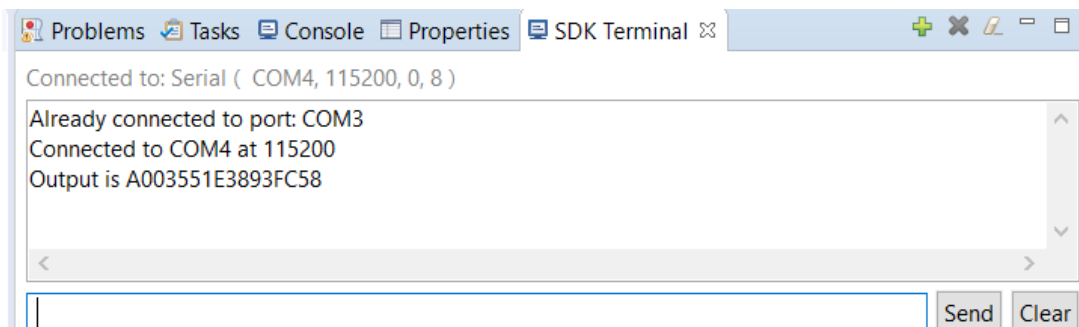 Problems Tasks Console Properties SDK Terminal
Connected to: Serial ( COM4, 115200, 0, 8 )
Already connected to port: COM3
Connected to COM4 at 115200
Output is A003551E3893FC58
Send Clear